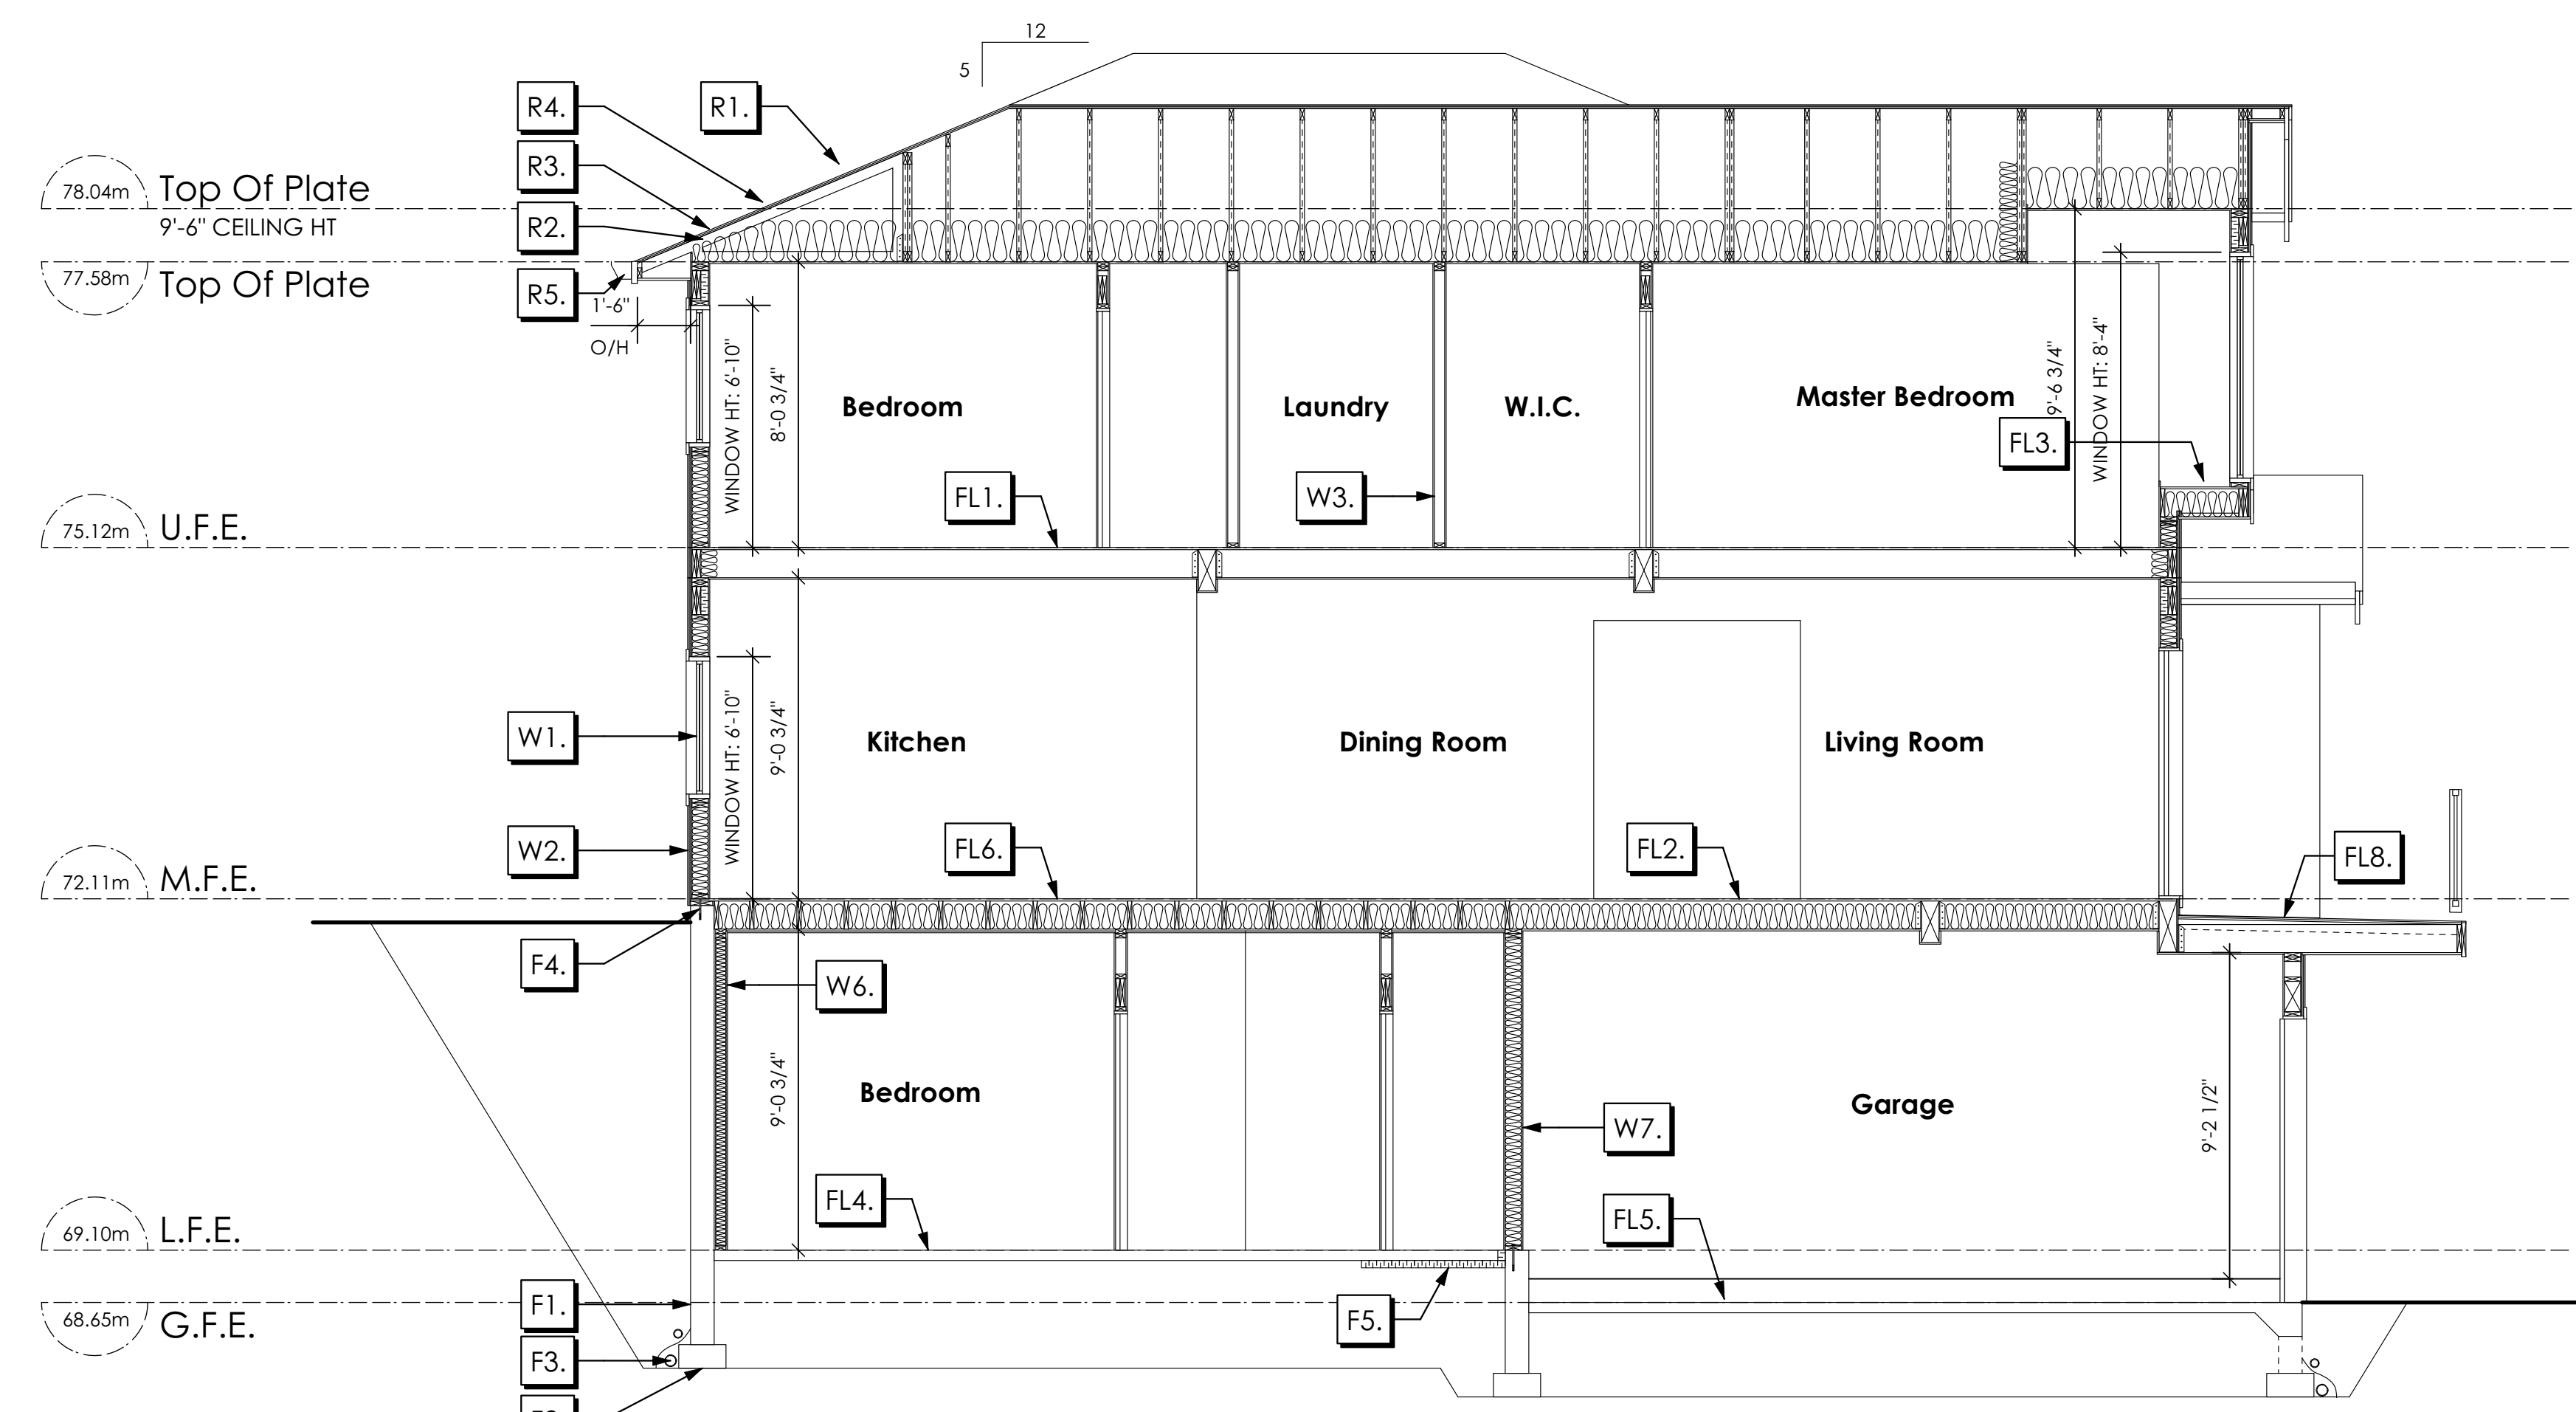 12
5
R4.
R1.
R3.
78.04m Top Of Plate
9'-6" CEILING HT
R2.
77.58m Top Of Plate
R5.
1'-6"
O/H
WINDOW HT: 6'-10"
8'-0 3/4"
Bedroom
Laundry
W.I.C.
Master Bedroom
9'-6 3/4"
WINDOW HT: 8'-4"
FL3.
FL1.
W3.
75.12m U.F.E.
W1.
WINDOW HT: 6'-10"
9'-0 3/4"
Kitchen
Dining Room
Living Room
W2.
FL6.
FL2.
FL8.
72.11m M.F.E.
F4.
W6.
9'-0 3/4"
Bedroom
Garage
W7.
9'-2 1/2"
FL4.
FL5.
69.10m L.F.E.
F1.
68.65m G.F.E.
F5.
F3.